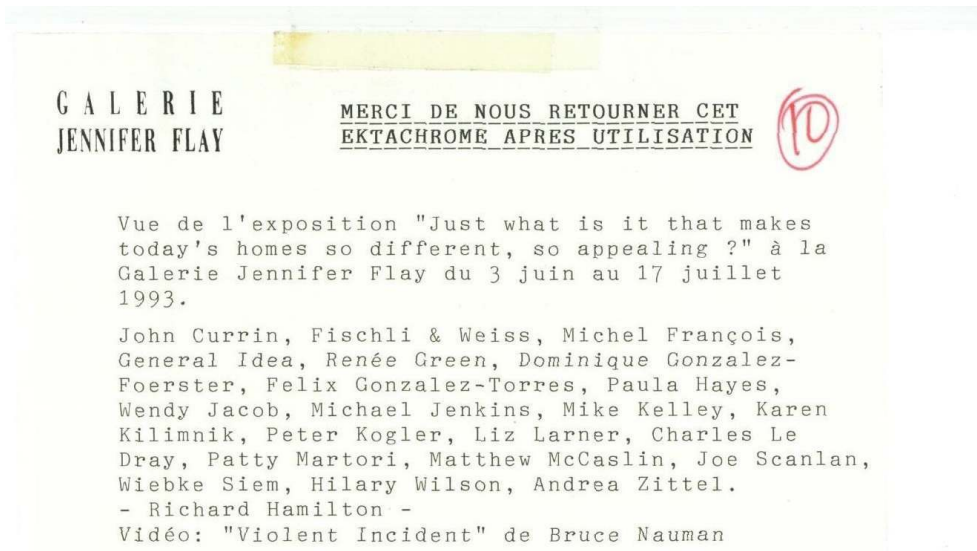 GALERIE
JENNIFER FLAY
MERCI DE NOUS RETOURNER CET
EKTACHROME APRES UTILISATION
10
Vue de l'exposition "Just what is it that makes
today's homes so different, so appealing ?" à la
Galerie Jennifer Flay du 3 juin au 17 juillet
1993.
John Currin, Fischli & Weiss, Michel François,
General Idea, Renée Green, Dominique Gonzalez-
Foerster, Felix Gonzalez-Torres, Paula Hayes,
Wendy Jacob, Michael Jenkins, Mike Kelley, Karen
Kilimnik, Peter Kogler, Liz Larner, Charles Le
Dray, Patty Martori, Matthew McCaslin, Joe Scanlan,
Wiebke Siem, Hilary Wilson, Andrea Zittel.
- Richard Hamilton -
Vidéo: "Violent Incident" de Bruce Nauman